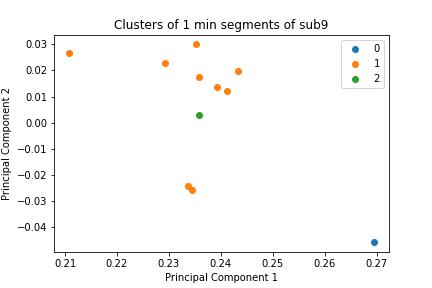 Clusters of 1 min segments of sub9
0.03
0.02
0.01
0.00
−0.01
−0.02
−0.03
−0.04
Principal Component 2
0
1
2
0.21 0.22 0.23 0.24 0.25 0.26 0.27
Principal Component 1